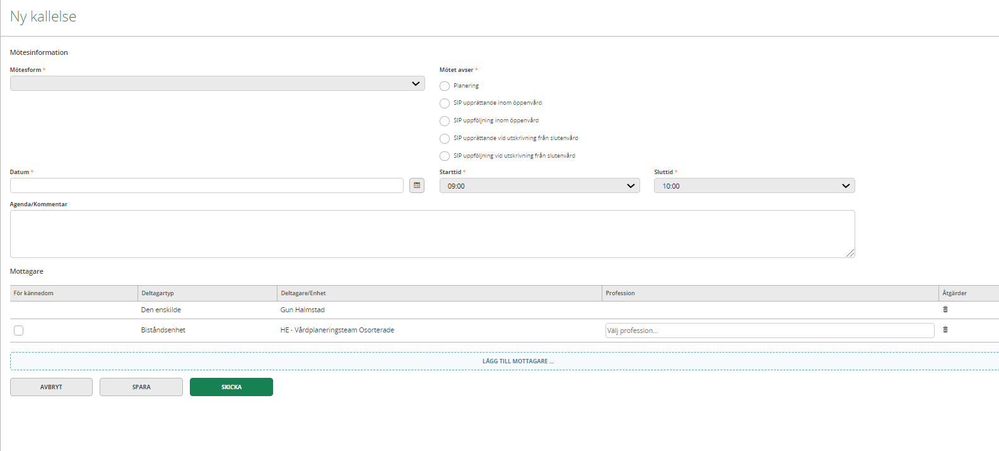 Ny kallelse
Mötesinformation
Mötesform *
Mötet avser *
Planering
SIP upprättande inom öppenvård
SIP uppföljning inom öppenvård
SIP upprättande vid utskrivning från slutenvård
SIP uppföljning vid utskrivning från slutenvård
Datum *
Starttid *
Sluttid *
09:00
10:00
Agenda/Kommentar
Mottagare
För kännedom Deltagartyp Deltagare/Enhet Profession Åtgärder
Den enskilde Gun Halmstad
Biståndsenhet HE - Vårdplaneringsteam Osorterade Välj profession...
LÄGG TILL MOTTAGARE ...
AVBRYT SPARA SKICKA